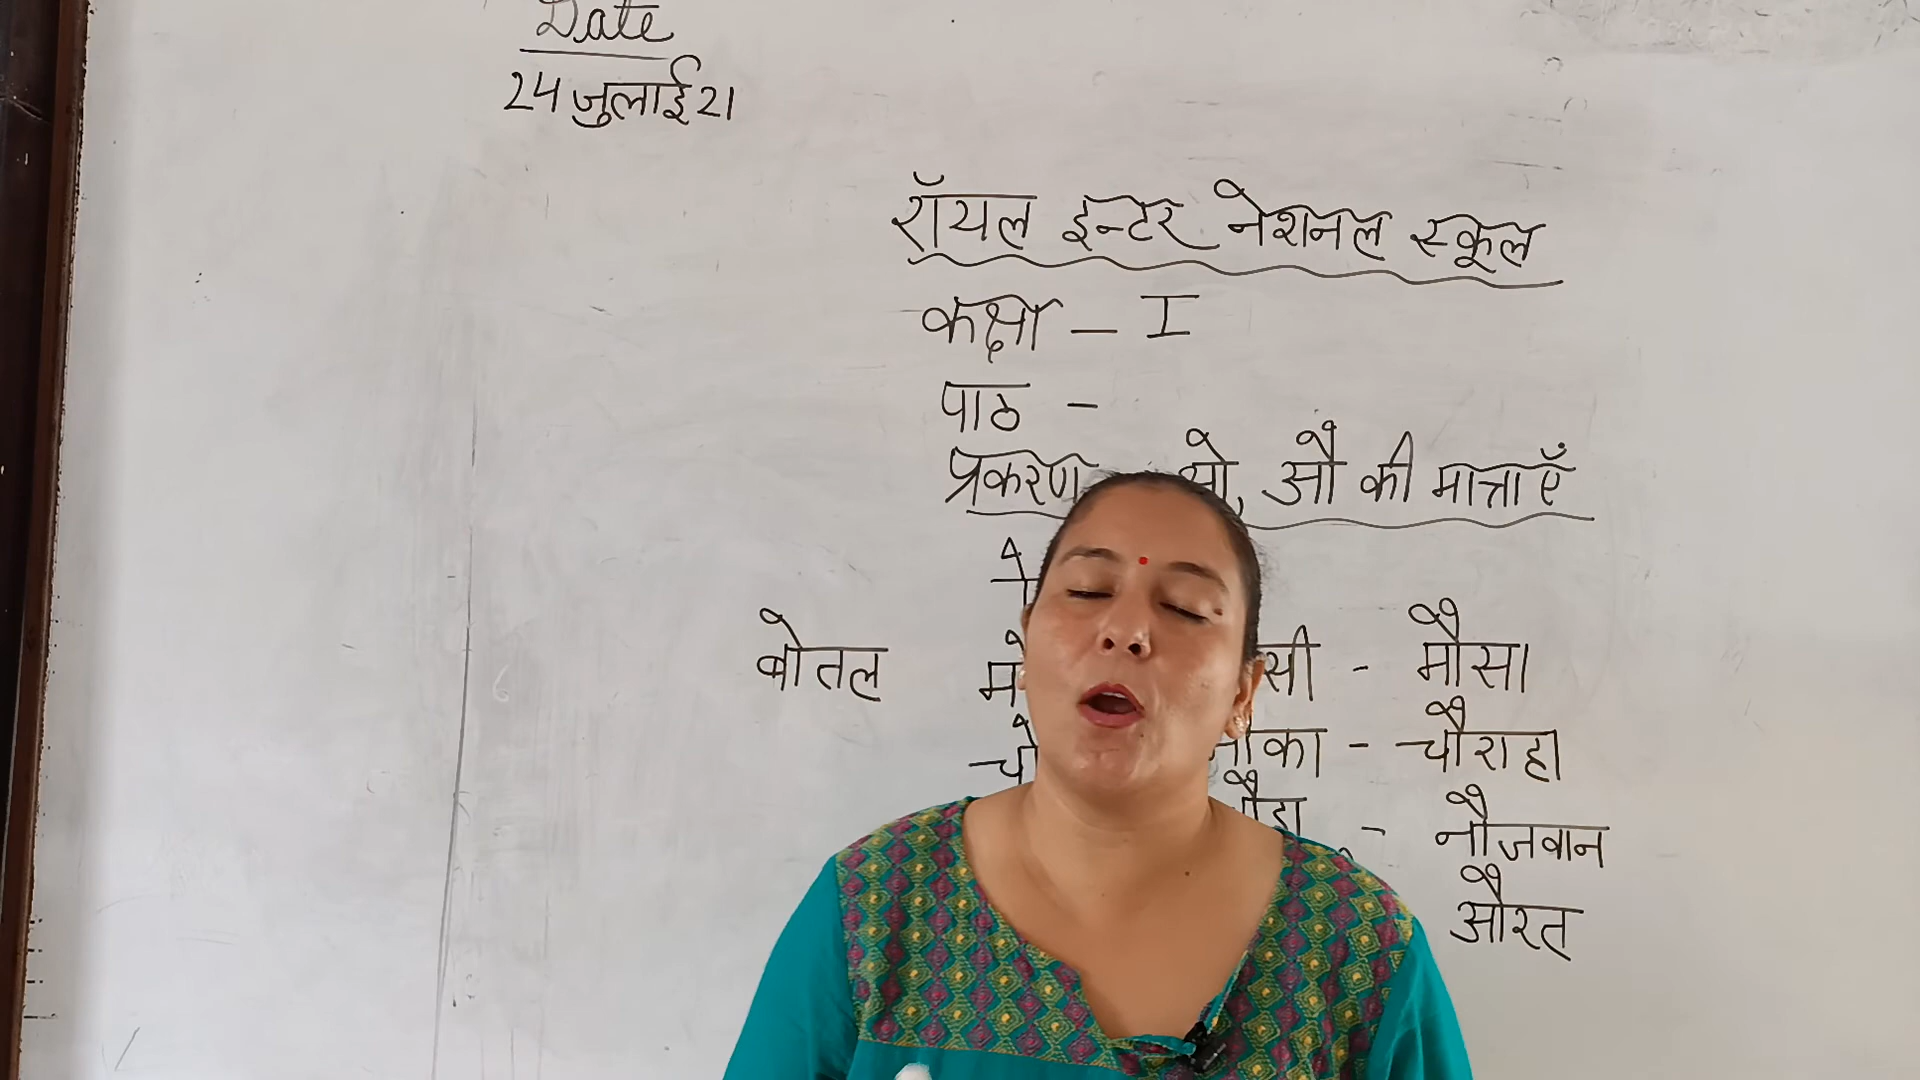 Date
24 जुलाई 21
रॉयल इन्टर नेशनल स्कूल
कक्षा - I
पाठ -
प्रकरण ओ, औ की मात्राएँ
बोतल - मौसा
- चौराहा
- नौजवान
औरत